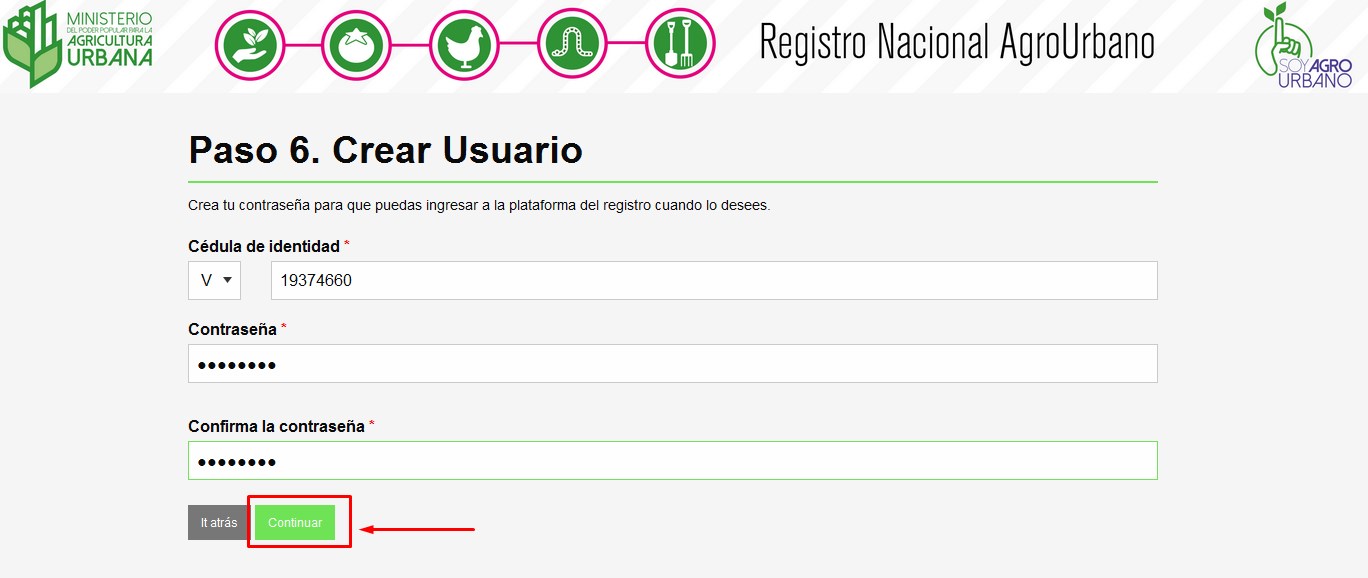 MINISTERIO
DEL PODER POPULAR PARA LA
AGRICULTURA
URBANA
Registro Nacional AgroUrbano
SOYAGRO
URBANO
Paso 6. Crear Usuario
Crea tu contraseña para que puedas ingresar a la plataforma del registro cuando lo desees.
Cédula de identidad *
V 19374660
Contraseña *
••••••••
Confirma la contraseña *
••••••••
It atrás Continuar